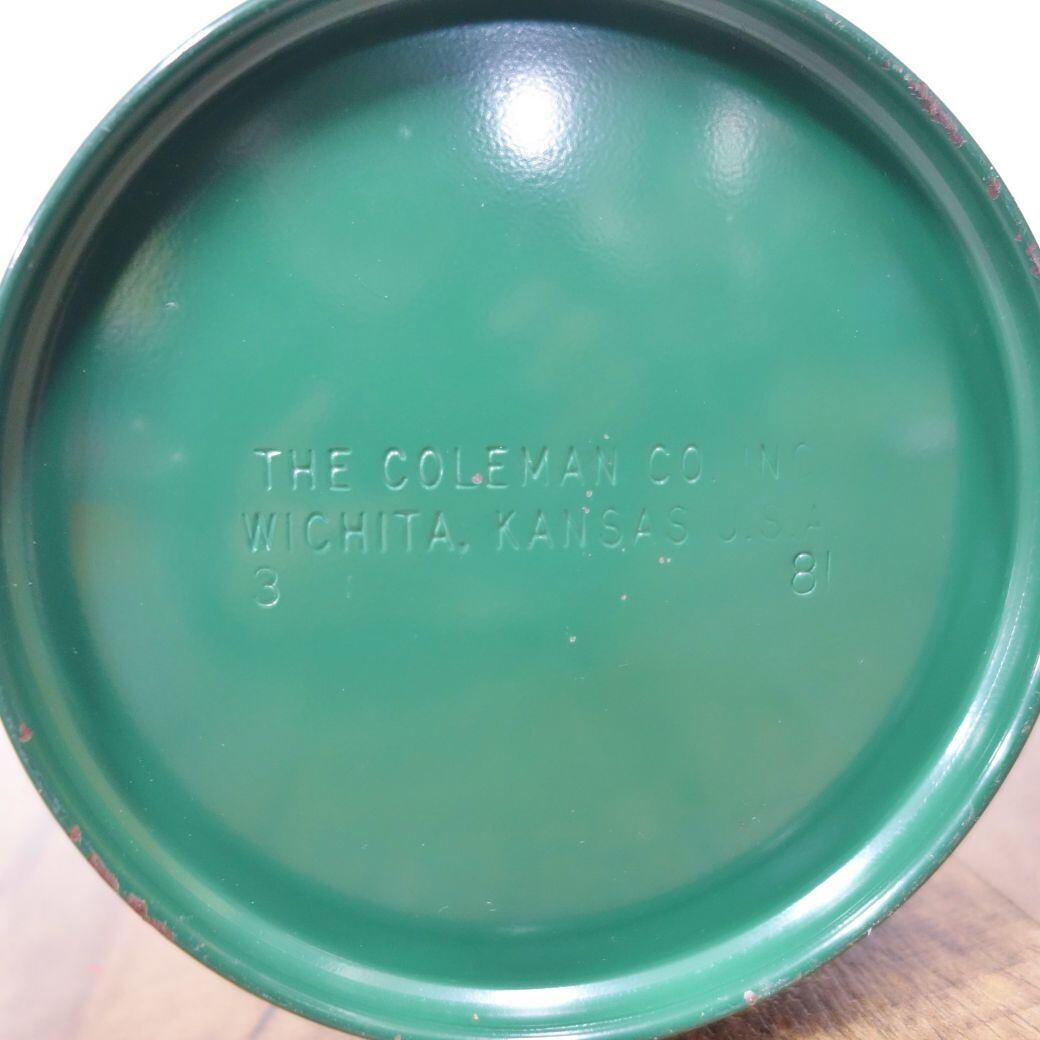 THE COLEMAN CO. INC
WICHITA, KANSAS U.S.A
3 81